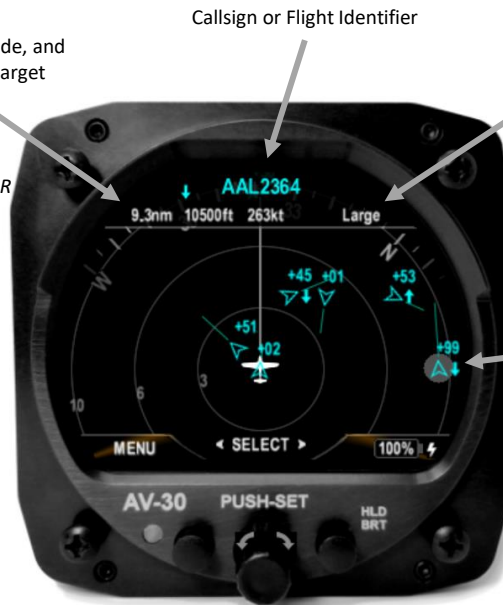 Callsign or Flight Identifier
de, and
arget
R
AAL2364
9.3nm 10500ft 263kt Large
33
W
N
+45 +01 +53
+51
+02
+99
10 6 3
MENU < SELECT > 100%
AV-30 PUSH-SET HLD
BRT